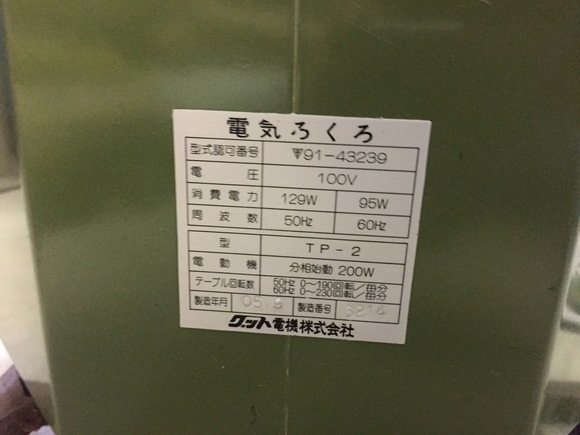 電気ろくろ
型式認可番号 〒91-43239
電圧 100V
消費電力 129W 95W
周波数 50Hz 60Hz
型 TP-2
電動機 分相始動 200W
テーブル回転数 50Hz 0～190回転／毎分
60Hz 0～230回転／毎分
製造年月 '05.9 製造番号
グット電機株式会社